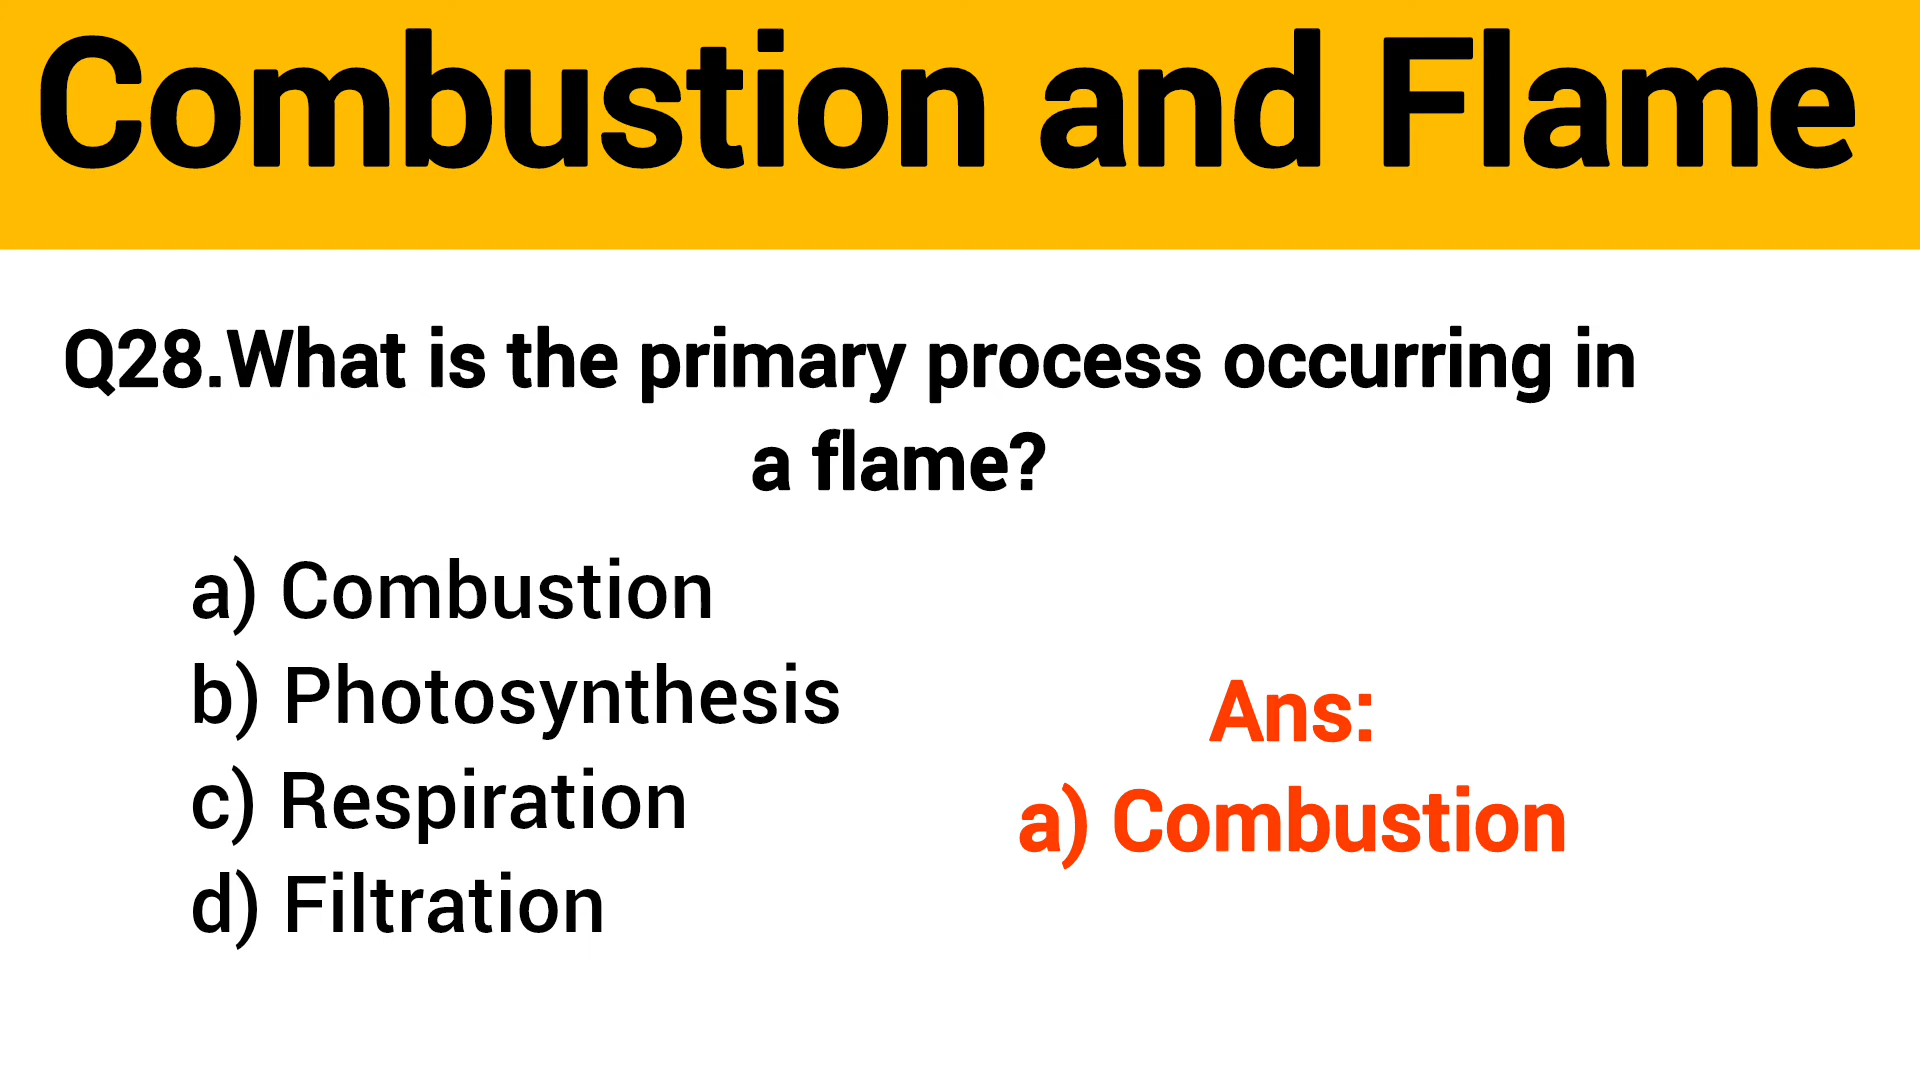 Combustion and Flame
Q28.What is the primary process occurring in
a flame?
a) Combustion
b) Photosynthesis
c) Respiration
d) Filtration
Ans:
a) Combustion